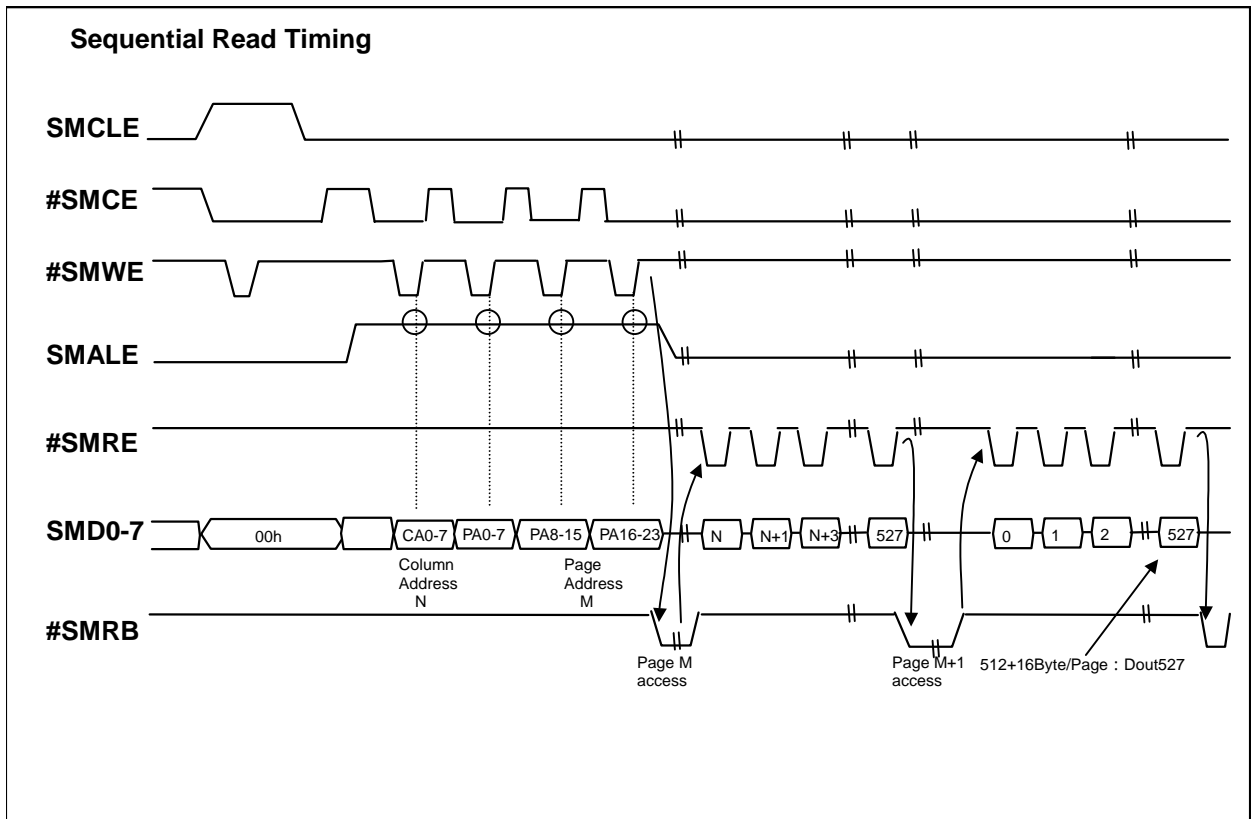 Sequential Read Timing
SMCLE
#SMCE
#SMWE
SMALE
#SMRE
SMD0-7
00h
CA0-7
PA0-7
PA8-15
PA16-23
N
N+1
N+3
527
0
1
2
527
Column
Address
N
Page
Address
M
#SMRB
Page M
access
Page M+1
access
512+16Byte/Page : Dout527